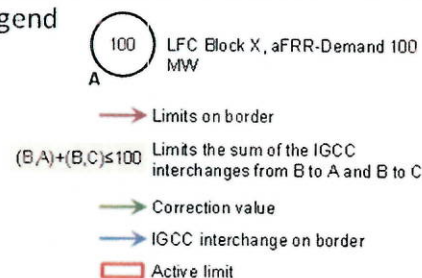 gend
100
A
LFC Block X, aFRR-Demand 100
MW
Limits on border
(B,A)+(B,C)≤100
Limits the sum of the IGCC
interchanges from B to A and B to C
Correction value
IGCC interchange on border
Active limit